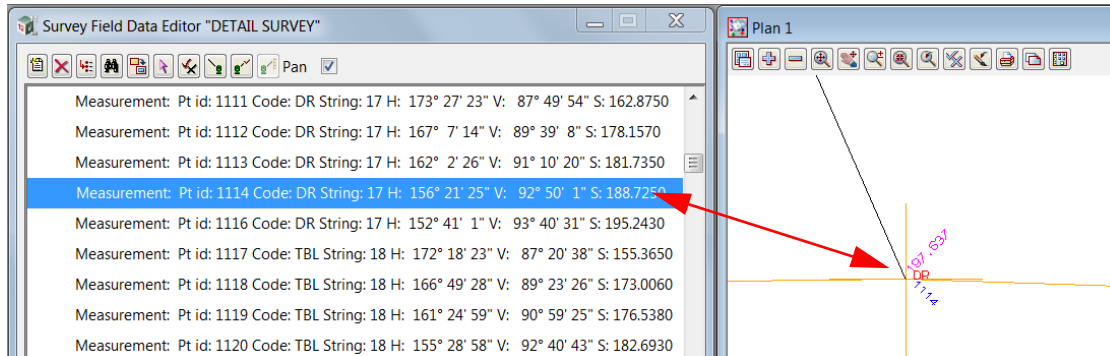 Survey Field Data Editor "DETAIL SURVEY"
Pan
Measurement: Pt id: 1111 Code: DR String: 17 H: 173° 27' 23" V: 87° 49' 54" S: 162.8750
Measurement: Pt id: 1112 Code: DR String: 17 H: 167° 7' 14" V: 89° 39' 8" S: 178.1570
Measurement: Pt id: 1113 Code: DR String: 17 H: 162° 2' 26" V: 91° 10' 20" S: 181.7350
Measurement: Pt id: 1114 Code: DR String: 17 H: 156° 21' 25" V: 92° 50' 1" S: 188.7250
Measurement: Pt id: 1116 Code: DR String: 17 H: 152° 41' 1" V: 93° 40' 31" S: 195.2430
Measurement: Pt id: 1117 Code: TBL String: 18 H: 172° 18' 23" V: 87° 20' 38" S: 155.3650
Measurement: Pt id: 1118 Code: TBL String: 18 H: 166° 49' 28" V: 89° 23' 26" S: 173.0060
Measurement: Pt id: 1119 Code: TBL String: 18 H: 161° 24' 59" V: 90° 59' 25" S: 176.5380
Measurement: Pt id: 1120 Code: TBL String: 18 H: 155° 28' 58" V: 92° 40' 43" S: 182.6930
Plan 1
197.637
DR
1114